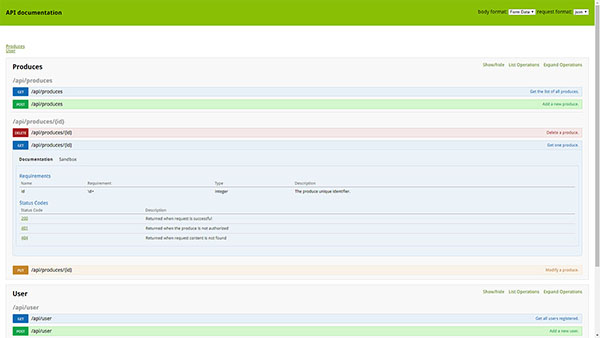 API documentation
body format: Form Data request format: json
Produces
User
Produces
Show/hide List Operations Expand Operations
/api/produces
GET /api/produces Get the list of all produces.
POST /api/produces Add a new produce.
/api/produces/{id}
DELETE /api/produces/{id} Delete a produce.
GET /api/produces/{id} Get one produce.
Documentation Sandbox
Requirements
Name Requirement Type Description
id \d+ integer The produce unique identifier.
Status Codes
Status Code Description
200 Returned when request is successful
401 Returned when the produce is not authorized
404 Returned when request content is not found
PUT /api/produces/{id} Modify a produce.
User
Show/hide List Operations Expand Operations
/api/user
GET /api/user Get all users registered.
POST /api/user Add a new user.